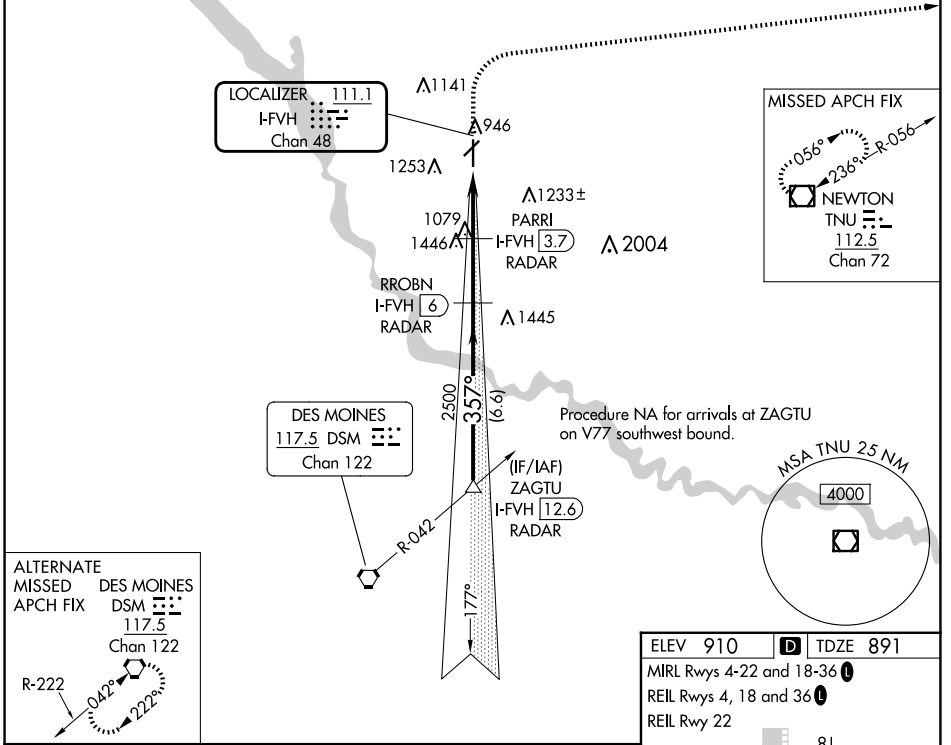 LOCALIZER 111.1
I-FVH
Chan 48
1141
946
1253
1233±
1079
1446
PARRI
I-FVH 3.7
RADAR
2004
RROBN
I-FVH 6
RADAR
1445
MISSED APCH FIX
056°
236°
R-056
NEWTON
TNU
112.5
Chan 72
2500
357°
(6.6)
DES MOINES
117.5 DSM
Chan 122
Procedure NA for arrivals at ZAGTU
on V77 southwest bound.
(IF/IAF)
ZAGTU
I-FVH 12.6
RADAR
R-042
177°
MSA TNU 25 NM
4000
ALTERNATE
MISSED DES MOINES
APCH FIX DSM
117.5
Chan 122
R-222
042°
222°
ELEV 910 D TDZE 891
MIRL Rwys 4-22 and 18-36 L
REIL Rwys 4, 18 and 36 L
REIL Rwy 22